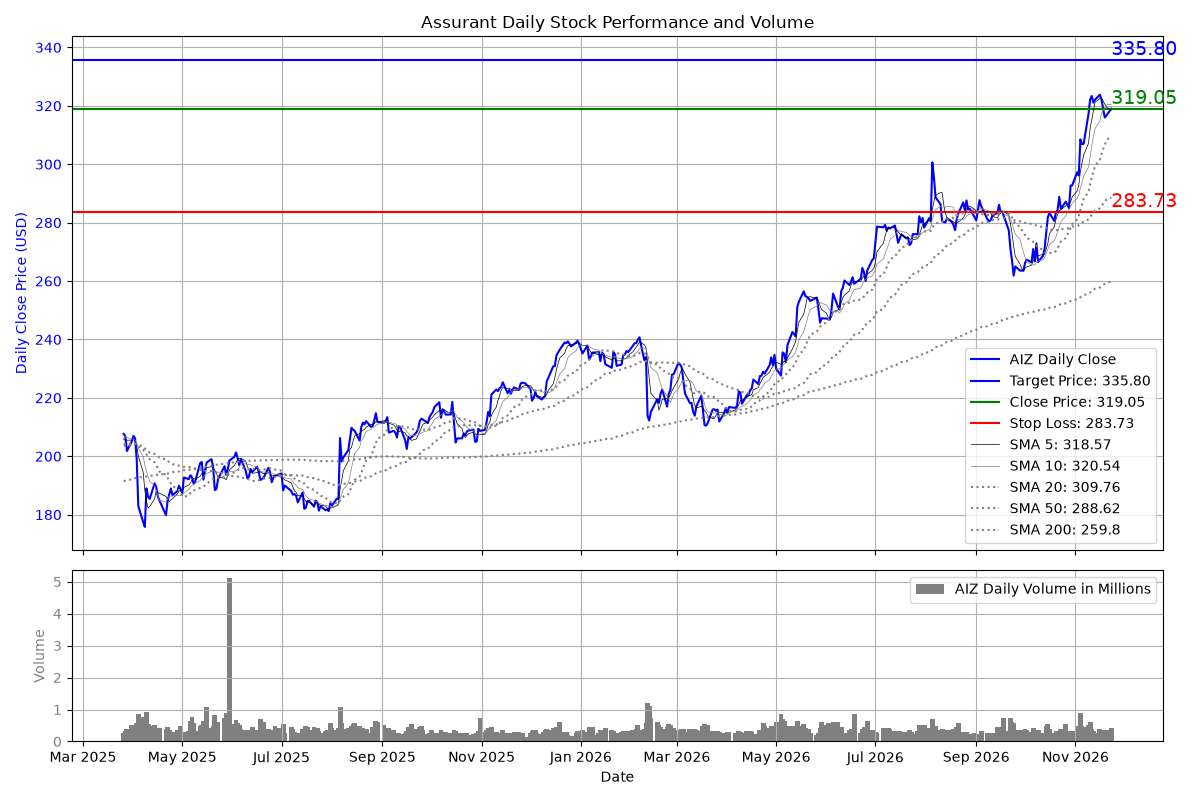 Assurant Daily Stock Performance and Volume
Daily Close Price (USD)
340
320
300
280
260
240
220
200
180
335.80
319.05
283.73
AIZ Daily Close
Target Price: 335.80
Close Price: 319.05
Stop Loss: 283.73
SMA 5: 318.57
SMA 10: 320.54
SMA 20: 309.76
SMA 50: 288.62
SMA 200: 259.8
Volume
5
4
3
2
1
0
AIZ Daily Volume in Millions
Mar 2025
May 2025
Jul 2025
Sep 2025
Nov 2025
Jan 2026
Mar 2026
May 2026
Jul 2026
Sep 2026
Nov 2026
Date